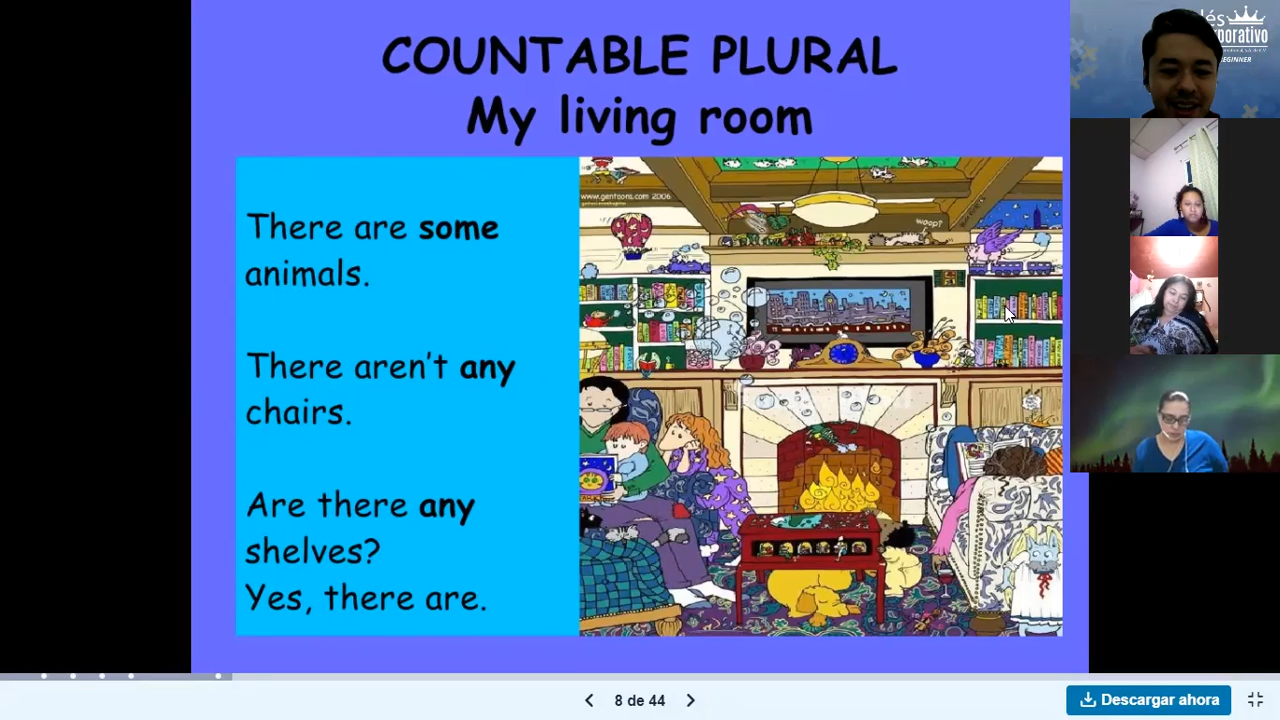 COUNTABLE PLURAL
My living room
There are some
animals.
There aren't any
chairs.
Are there any
shelves?
Yes, there are.
www.gentoons.com 2006
woop?
8 de 44
Descargar ahora